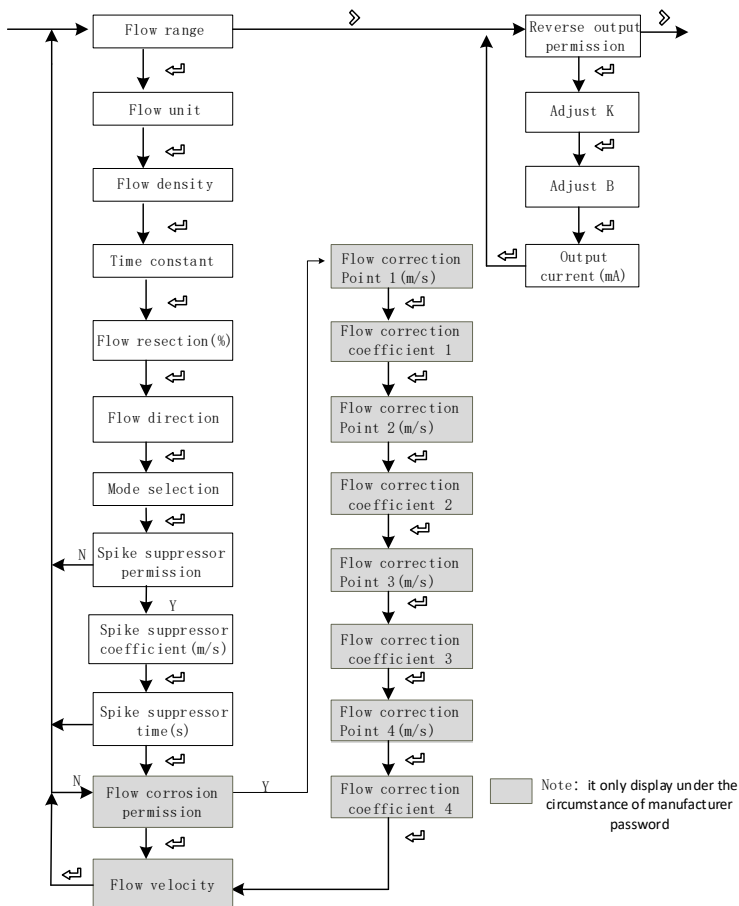 Flow range
Flow unit
Flow density
Time constant
Flow resection(%)
Flow direction
Mode selection
N
Spike suppressor
permission
Y
Spike suppressor
coefficient(m/s)
Spike suppressor
time(s)
N
Flow corrosion
permission
Y
Flow velocity
Flow correction
Point 1(m/s)
Flow correction
coefficient 1
Flow correction
Point 2(m/s)
Flow correction
coefficient 2
Flow correction
Point 3(m/s)
Flow correction
coefficient 3
Flow correction
Point 4(m/s)
Flow correction
coefficient 4
Reverse output
permission
Adjust K
Adjust B
Output
current(mA)
Note: it only display under the
circumstance of manufacturer
password